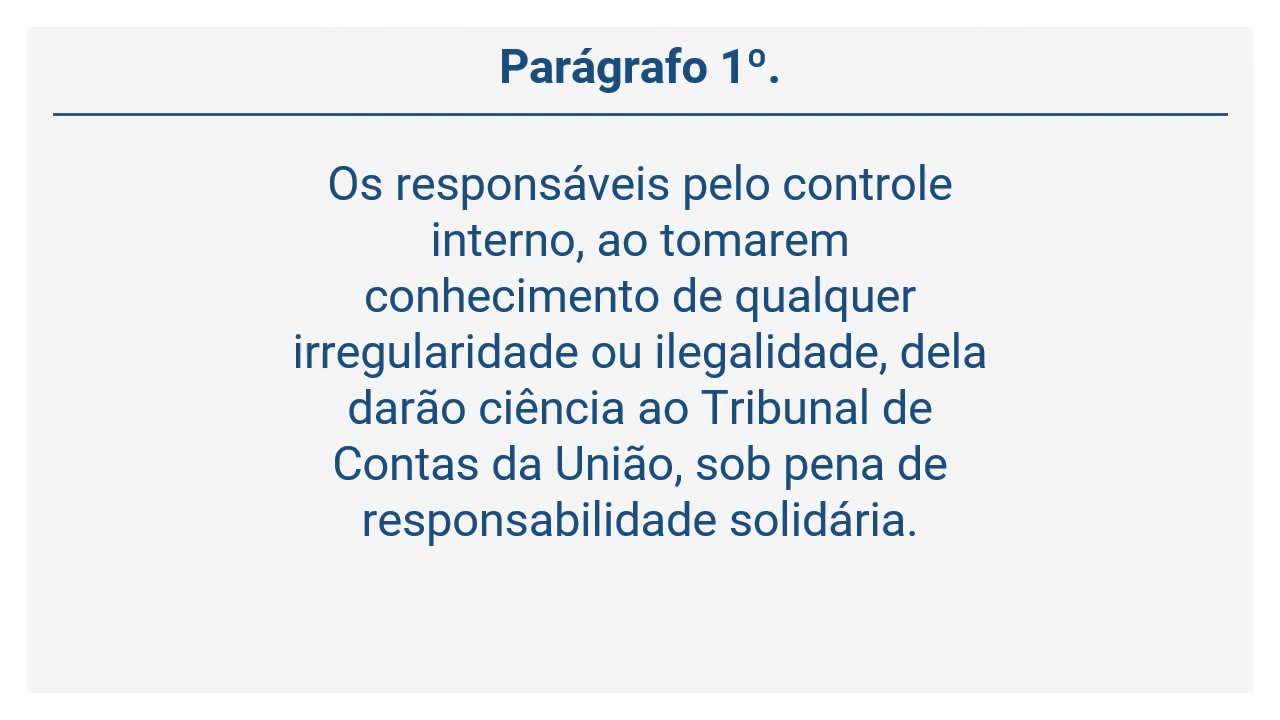 Parágrafo 1º.
Os responsáveis pelo controle
interno, ao tomarem
conhecimento de qualquer
irregularidade ou ilegalidade, dela
darão ciência ao Tribunal de
Contas da União, sob pena de
responsabilidade solidária.